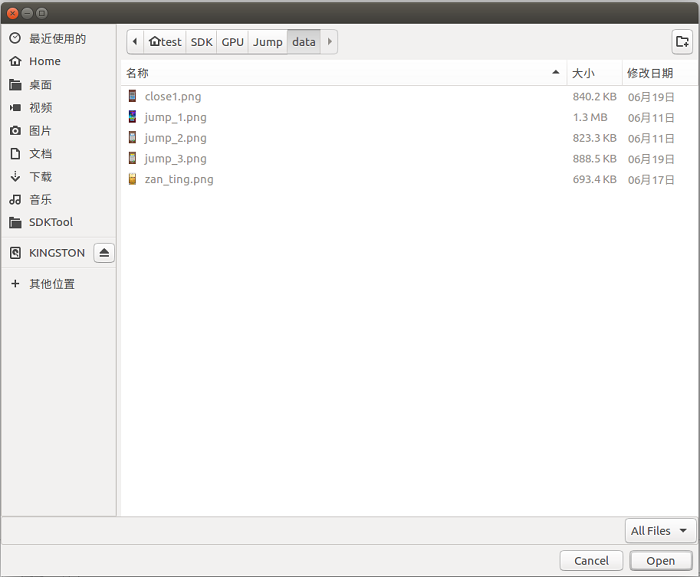 test SDK GPU Jump data
最近使用的
Home
桌面
视频
图片
文档
下载
音乐
SDKTool
KINGSTON
其他位置
名称 大小 修改日期
close1.png 840.2 KB 06月19日
jump_1.png 1.3 MB 06月11日
jump_2.png 823.3 KB 06月11日
jump_3.png 888.5 KB 06月19日
zan_ting.png 693.4 KB 06月17日
All Files
Cancel Open